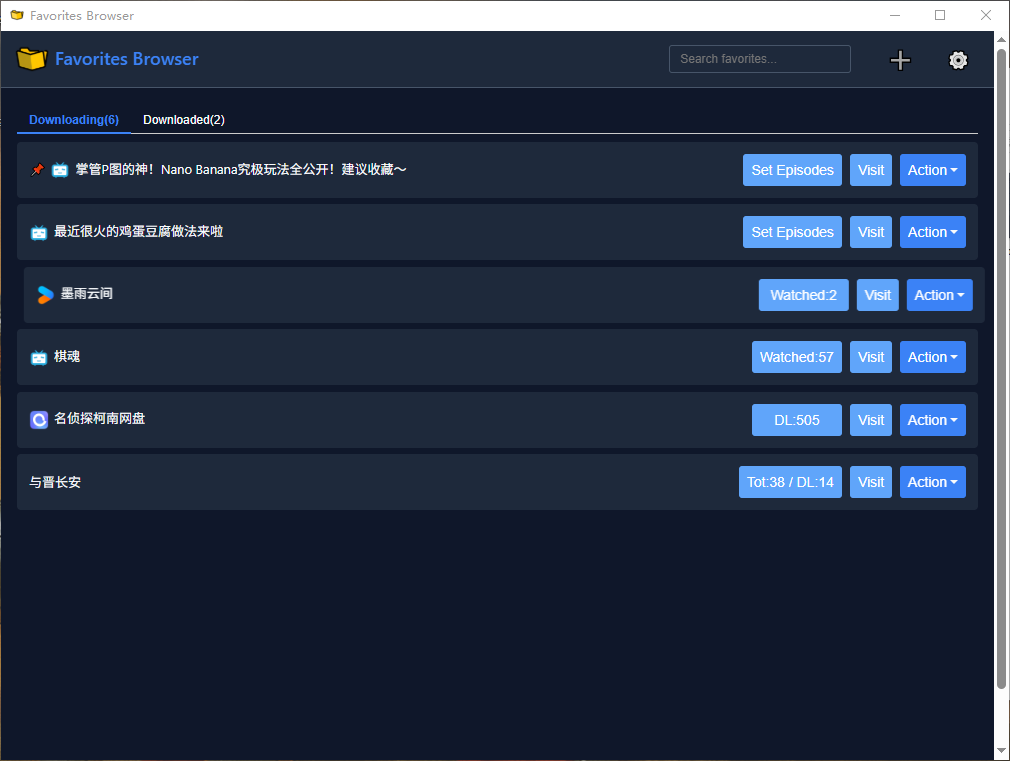 Favorites Browser
Favorites Browser
Search favorites...
Downloading(6) Downloaded(2)
掌管P图的神！Nano Banana究极玩法全公开！建议收藏～ Set Episodes Visit Action
最近很火的鸡蛋豆腐做法来啦 Set Episodes Visit Action
墨雨云间 Watched:2 Visit Action
棋魂 Watched:57 Visit Action
名侦探柯南网盘 DL:505 Visit Action
与晋长安 Tot:38 / DL:14 Visit Action